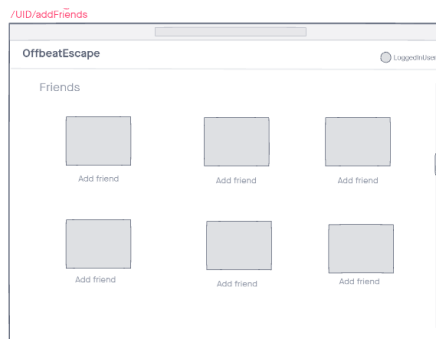 /UID/addFriends
OffbeatEscape
LoggedInUser
Friends
Add friend
Add friend
Add friend
Add friend
Add friend
Add friend